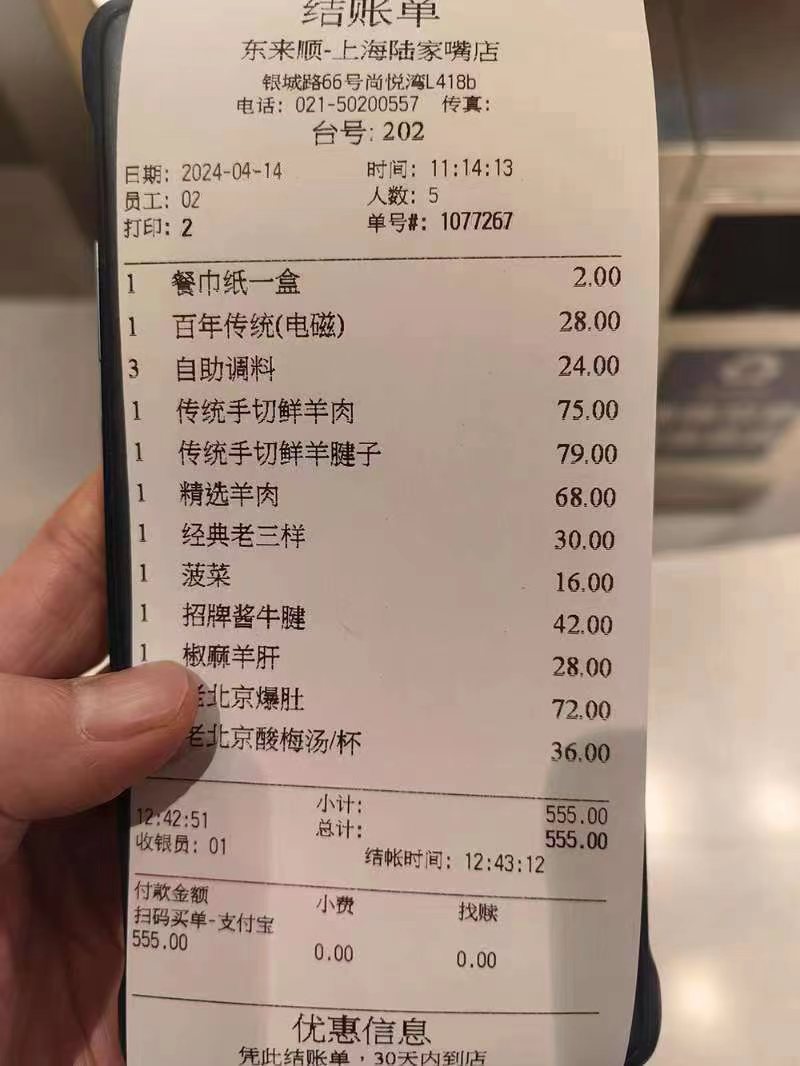 结账单
东来顺-上海陆家嘴店
银城路66号尚悦湾L418b
电话: 021-50200557 传真:
台号: 202
日期: 2024-04-14 时间: 11:14:13
员工: 02 人数: 5
打印: 2 单号#: 1077267
1 餐巾纸一盒 2.00
1 百年传统(电磁) 28.00
3 自助调料 24.00
1 传统手切鲜羊肉 75.00
1 传统手切鲜羊腱子 79.00
1 精选羊肉 68.00
1 经典老三样 30.00
1 菠菜 16.00
1 招牌酱牛腱 42.00
1 椒麻羊肝 28.00
老北京爆肚 72.00
老北京酸梅汤/杯 36.00
小计: 555.00
12:42:51 总计: 555.00
收银员: 01 结帐时间: 12:43:12
付款金额 小费 找赎
扫码买单-支付宝
555.00 0.00 0.00
优惠信息
凭此结账单，30天内到店